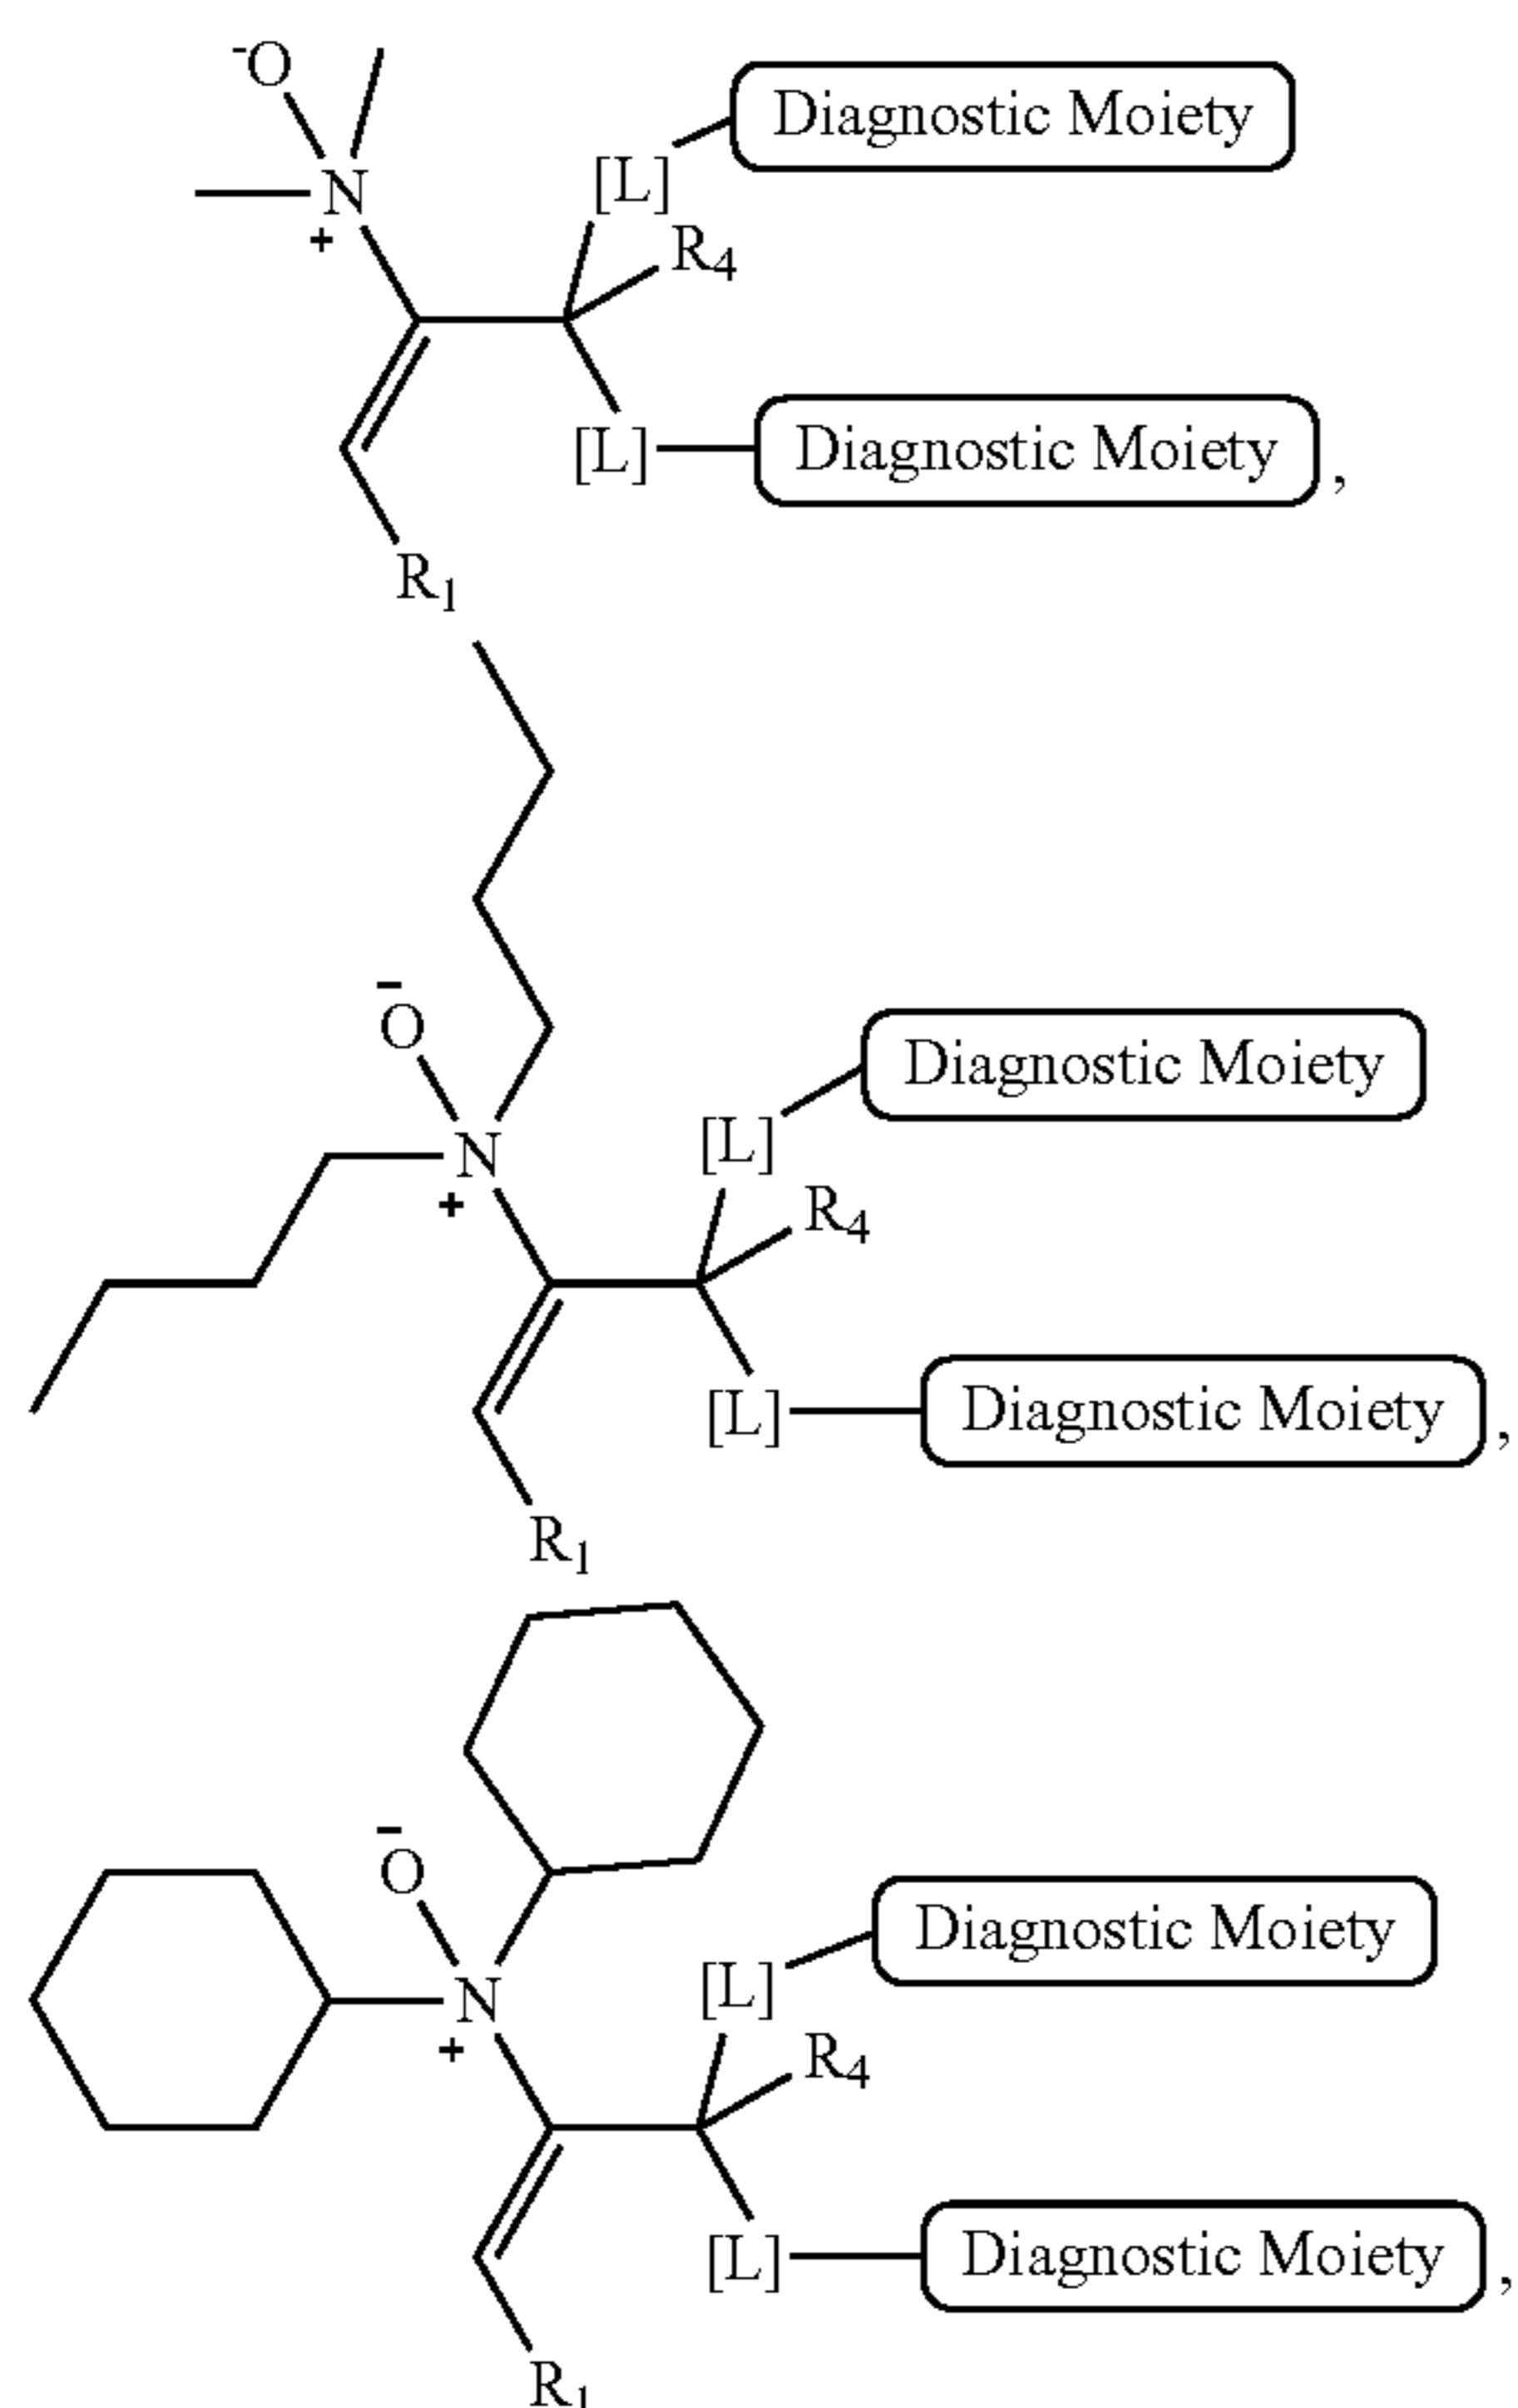 -O
Diagnostic Moiety
[L]
N
+
R4
[L] Diagnostic Moiety,
R1
-
O
Diagnostic Moiety
[L]
N
+
R4
[L] Diagnostic Moiety,
R1
-
O
Diagnostic Moiety
[L]
N
+
R4
[L] Diagnostic Moiety,
R1